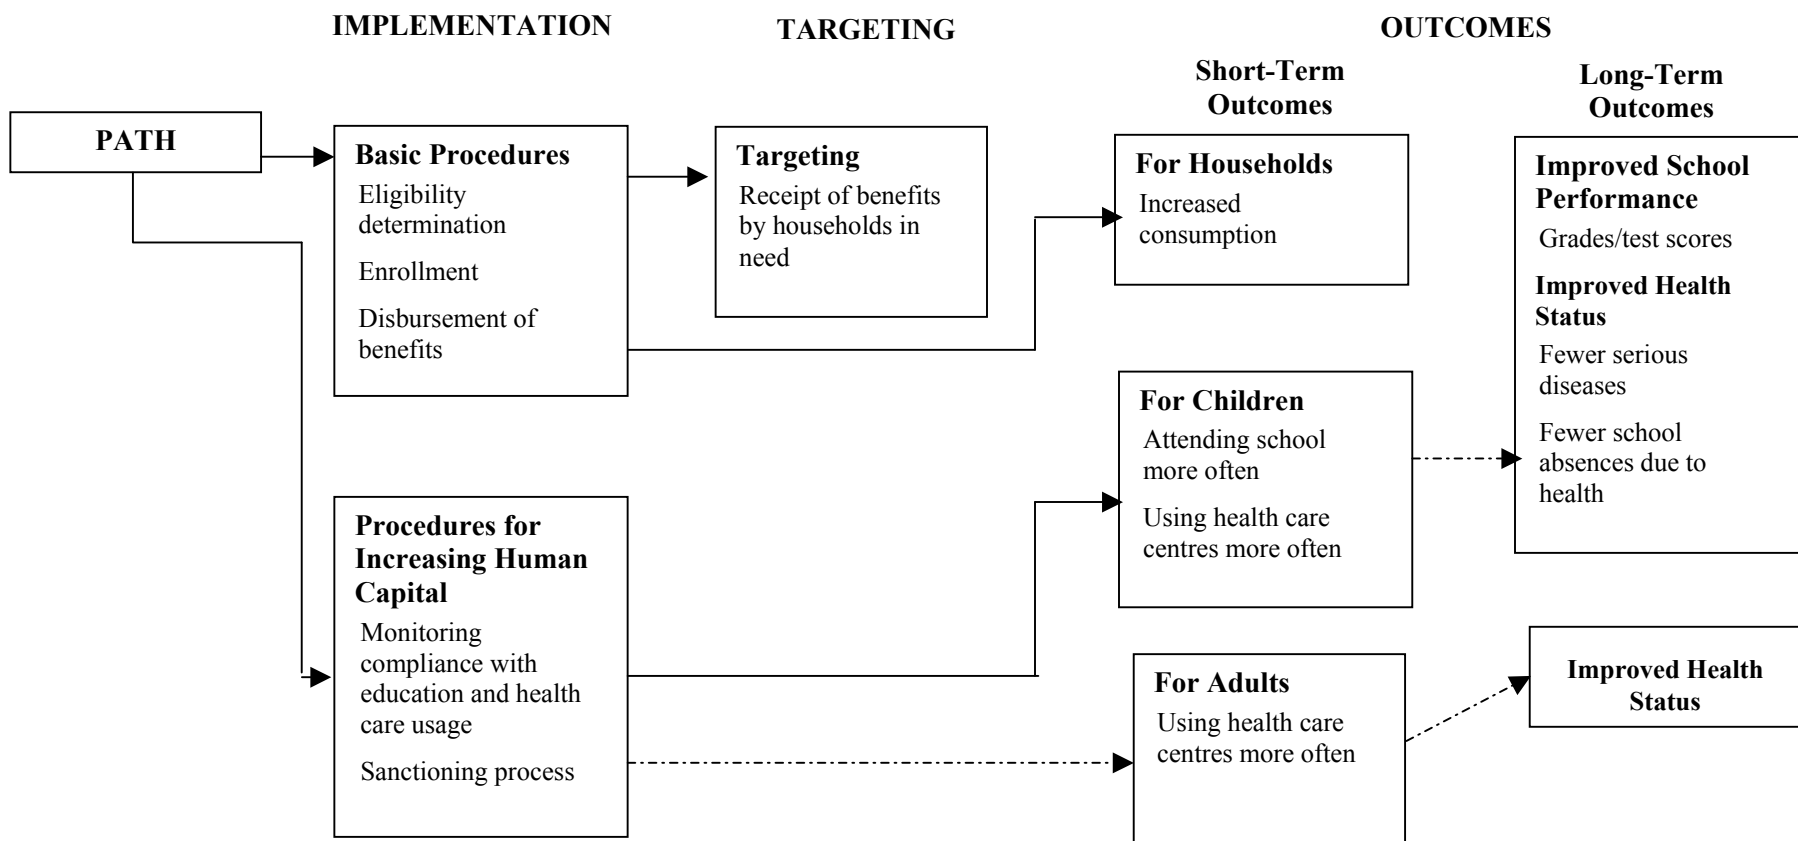 IMPLEMENTATION
TARGETING
OUTCOMES
Short-Term
Outcomes
Long-Term
Outcomes
PATH
Basic Procedures
Eligibility
determination
Enrollment
Disbursement of
benefits
Targeting
Receipt of benefits
by households in
need
For Households
Increased
consumption
Improved School
Performance
Grades/test scores
Improved Health
Status
Fewer serious
diseases
Fewer school
absences due to
health
For Children
Attending school
more often
Using health care
centres more often
Procedures for
Increasing Human
Capital
Monitoring
compliance with
education and health
care usage
Sanctioning process
For Adults
Using health care
centres more often
Improved Health
Status